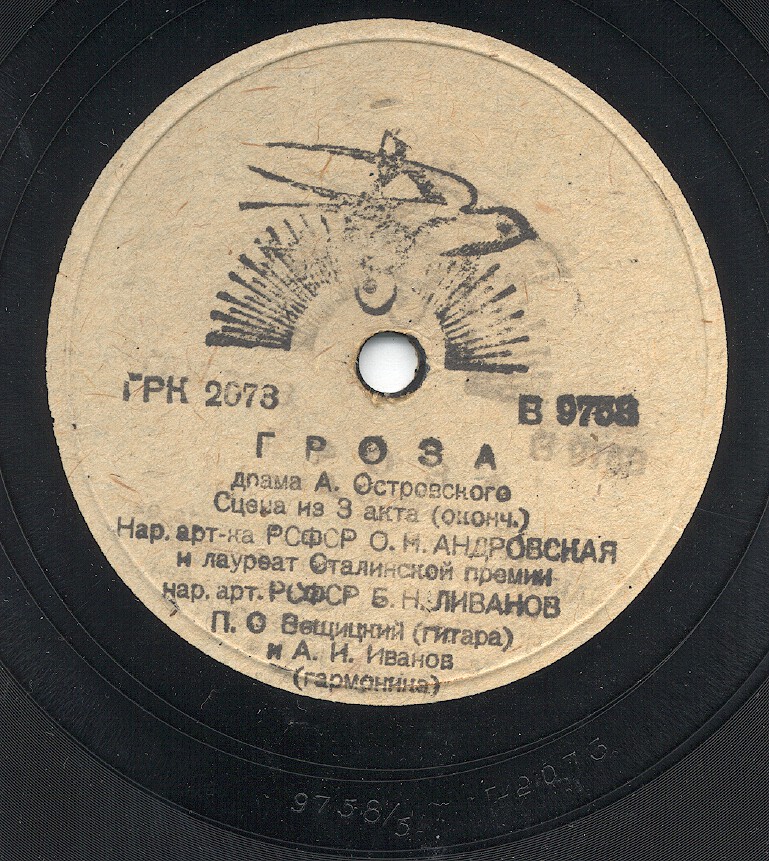 ГРК 2073
В 9758
ГРОЗА
драма А. Островского
Сцена из 3 акта (оконч.)
Нар. арт-ка РСФСР О. Н. АНДРОВСКАЯ
и лауреат Сталинской премии
нар. арт. РСФСР Б. Н. ЛИВАНОВ
П. О Вещицкий (гитара)
и А. И. Иванов
(гармоника)
9758/5 Г-2073